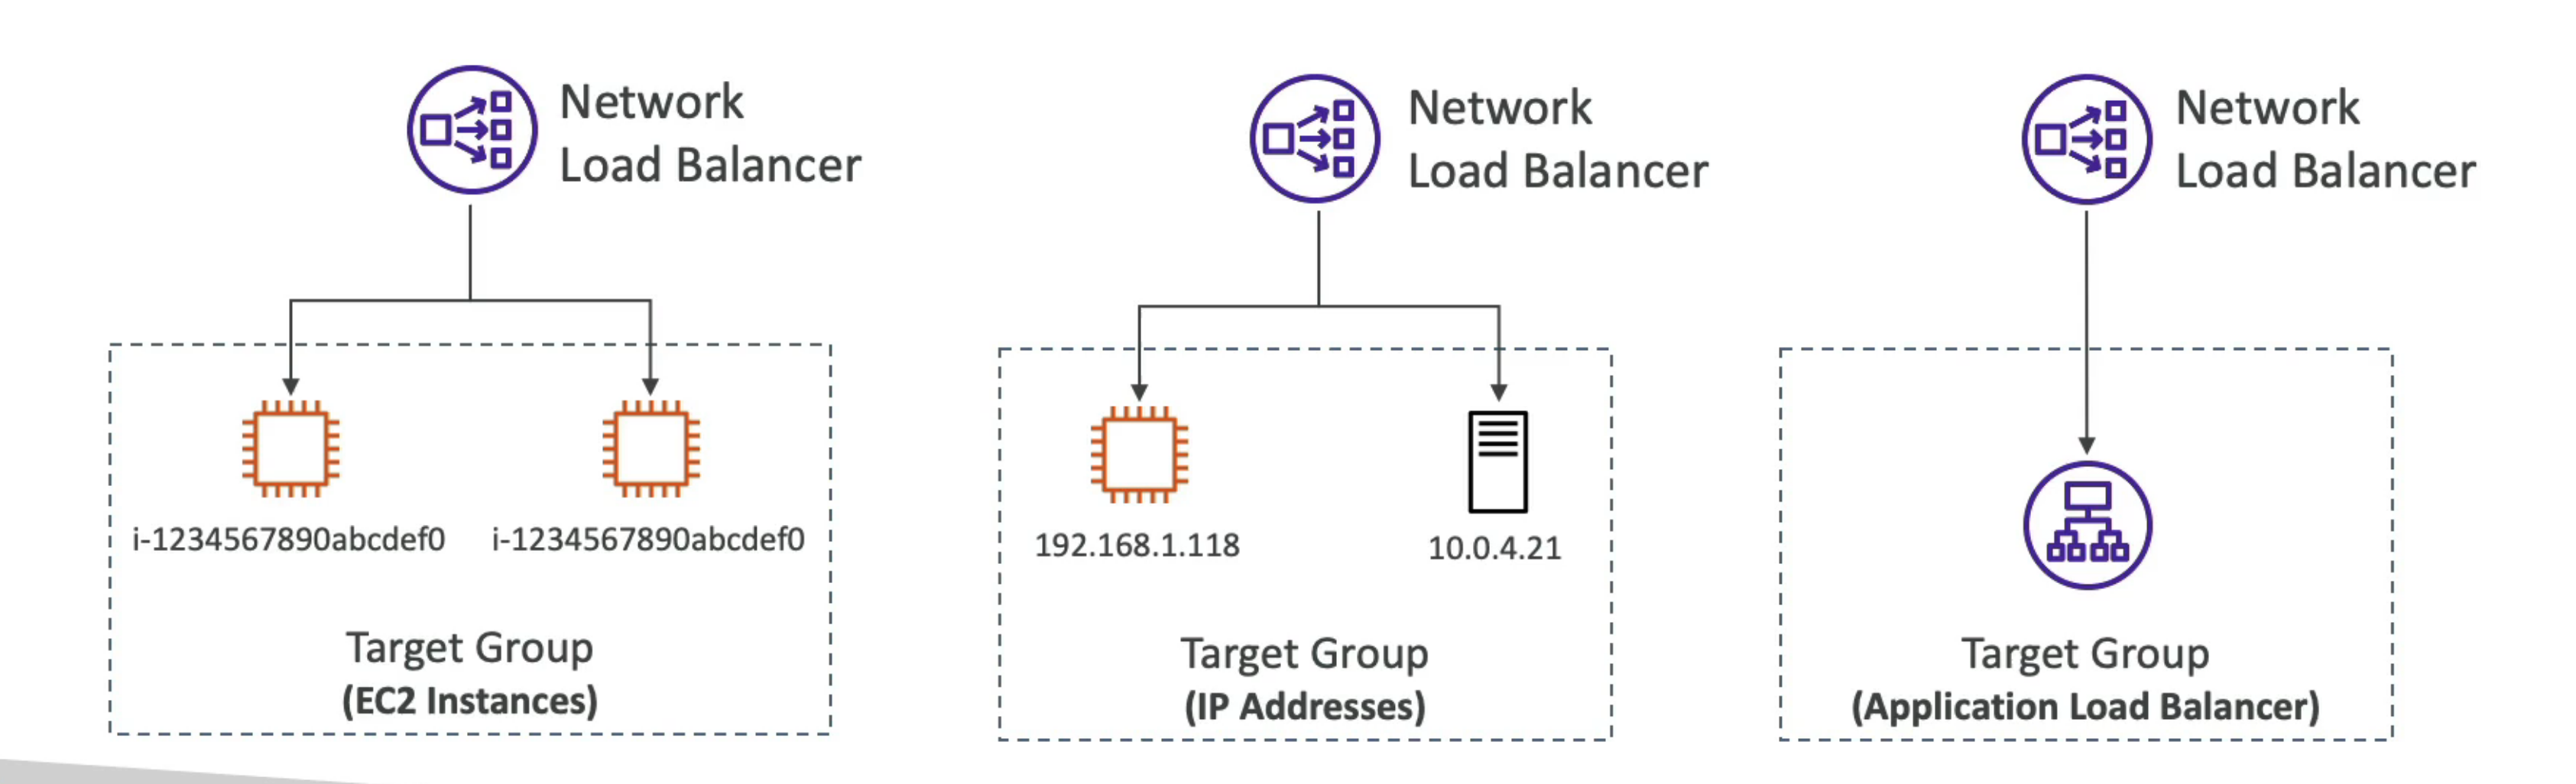 Network
Load Balancer
i-1234567890abcdef0
i-1234567890abcdef0
Target Group
(EC2 Instances)
Network
Load Balancer
192.168.1.118
10.0.4.21
Target Group
(IP Addresses)
Network
Load Balancer
Target Group
(Application Load Balancer)